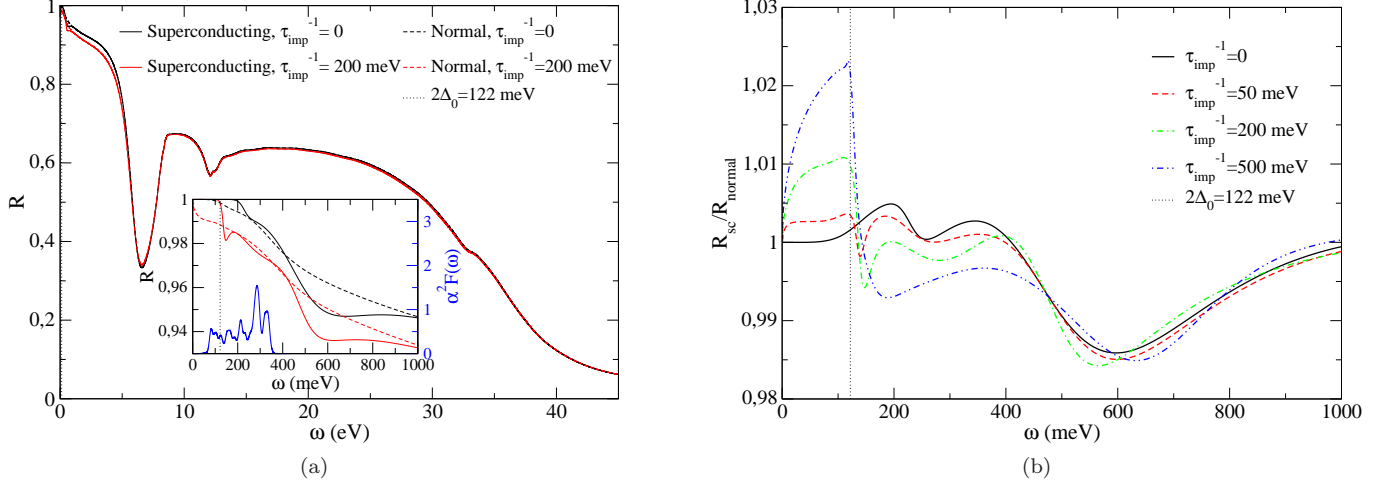 1
0,8
0,6
0,4
0,2
0
R
0
10
20
30
40
ω (eV)
Superconducting, τimp⁻¹= 0
Superconducting, τimp⁻¹= 200 meV
Normal, τimp⁻¹=0
Normal, τimp⁻¹=200 meV
2Δ0=122 meV
1
0,98
0,96
0,94
R
0
200
400
600
800
1000
ω (meV)
3
2
1
0
α²F(ω)
(a)
1,03
1,02
1,01
1
0,99
0,98
Rsc/Rnormal
τimp⁻¹=0
τimp⁻¹=50 meV
τimp⁻¹=200 meV
τimp⁻¹=500 meV
2Δ0=122 meV
0
200
400
600
800
1000
ω (meV)
(b)